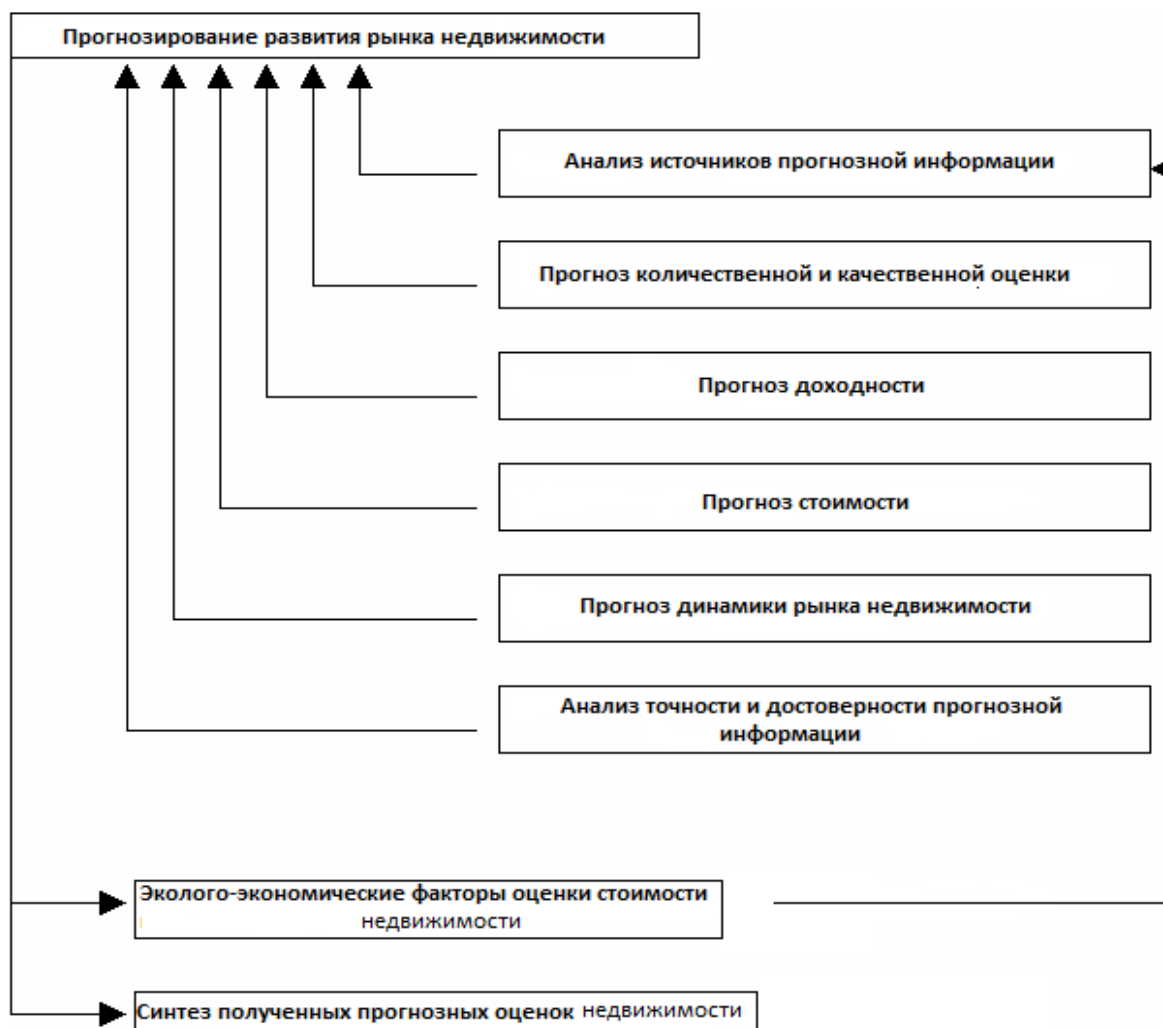 Прогнозирование развития рынка недвижимости
Анализ источников прогнозной информации
Прогноз количественной и качественной оценки
Прогноз доходности
Прогноз стоимости
Прогноз динамики рынка недвижимости
Анализ точности и достоверности прогнозной
информации
Эколого-экономические факторы оценки стоимости
недвижимости
Синтез полученных прогнозных оценок недвижимости